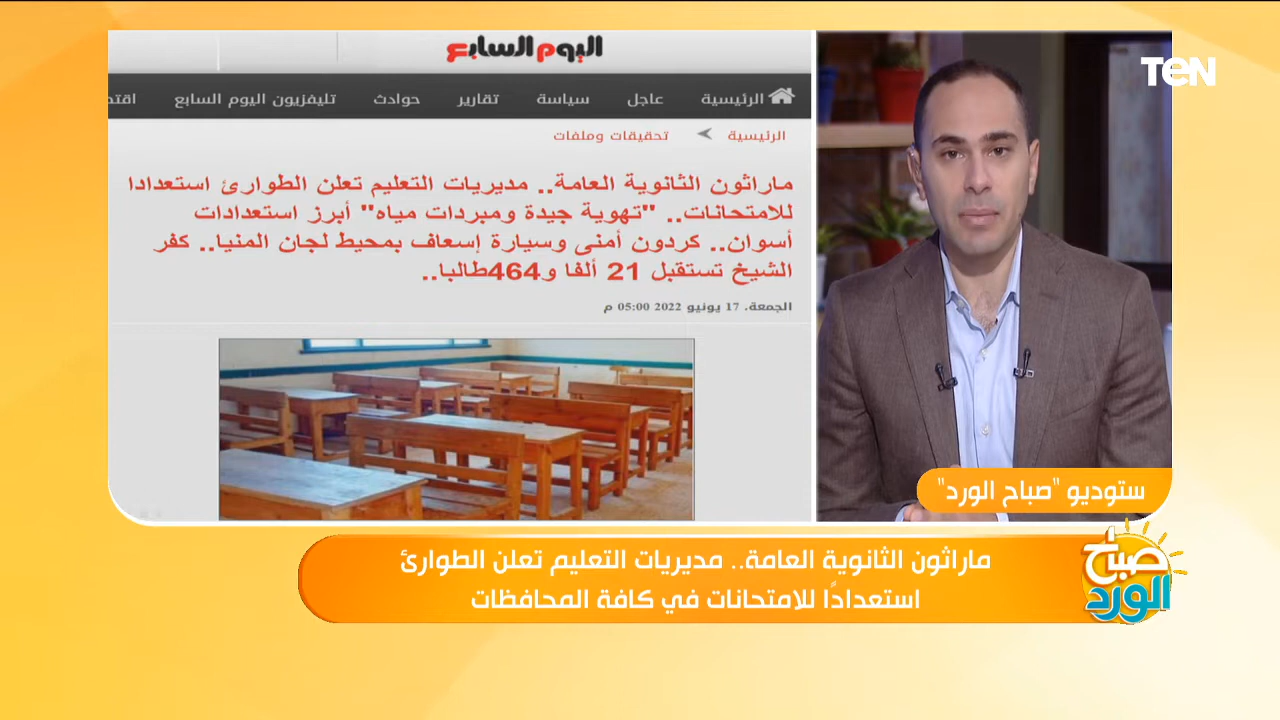 TEN
اليوم السابع
الرئيسية عاجل سياسة تقارير حوادث تليفزيون اليوم السابع
الرئيسية تحقيقات وملفات
ماراثون الثانوية العامة.. مديريات التعليم تعلن الطوارئ استعدادا
للامتحانات.. "تهوية جيدة ومبردات مياه" أبرز استعدادات
أسوان.. كردون أمنى وسيارة إسعاف بمحيط لجان المنيا.. كفر
الشيخ تستقبل 21 ألفا و464طالبا..
الجمعة، 17 يونيو 2022 05:00 م
ستوديو "صباح الورد"
ماراثون الثانوية العامة.. مديريات التعليم تعلن الطوارئ
استعدادًا للامتحانات في كافة المحافظات
صباح
الورد